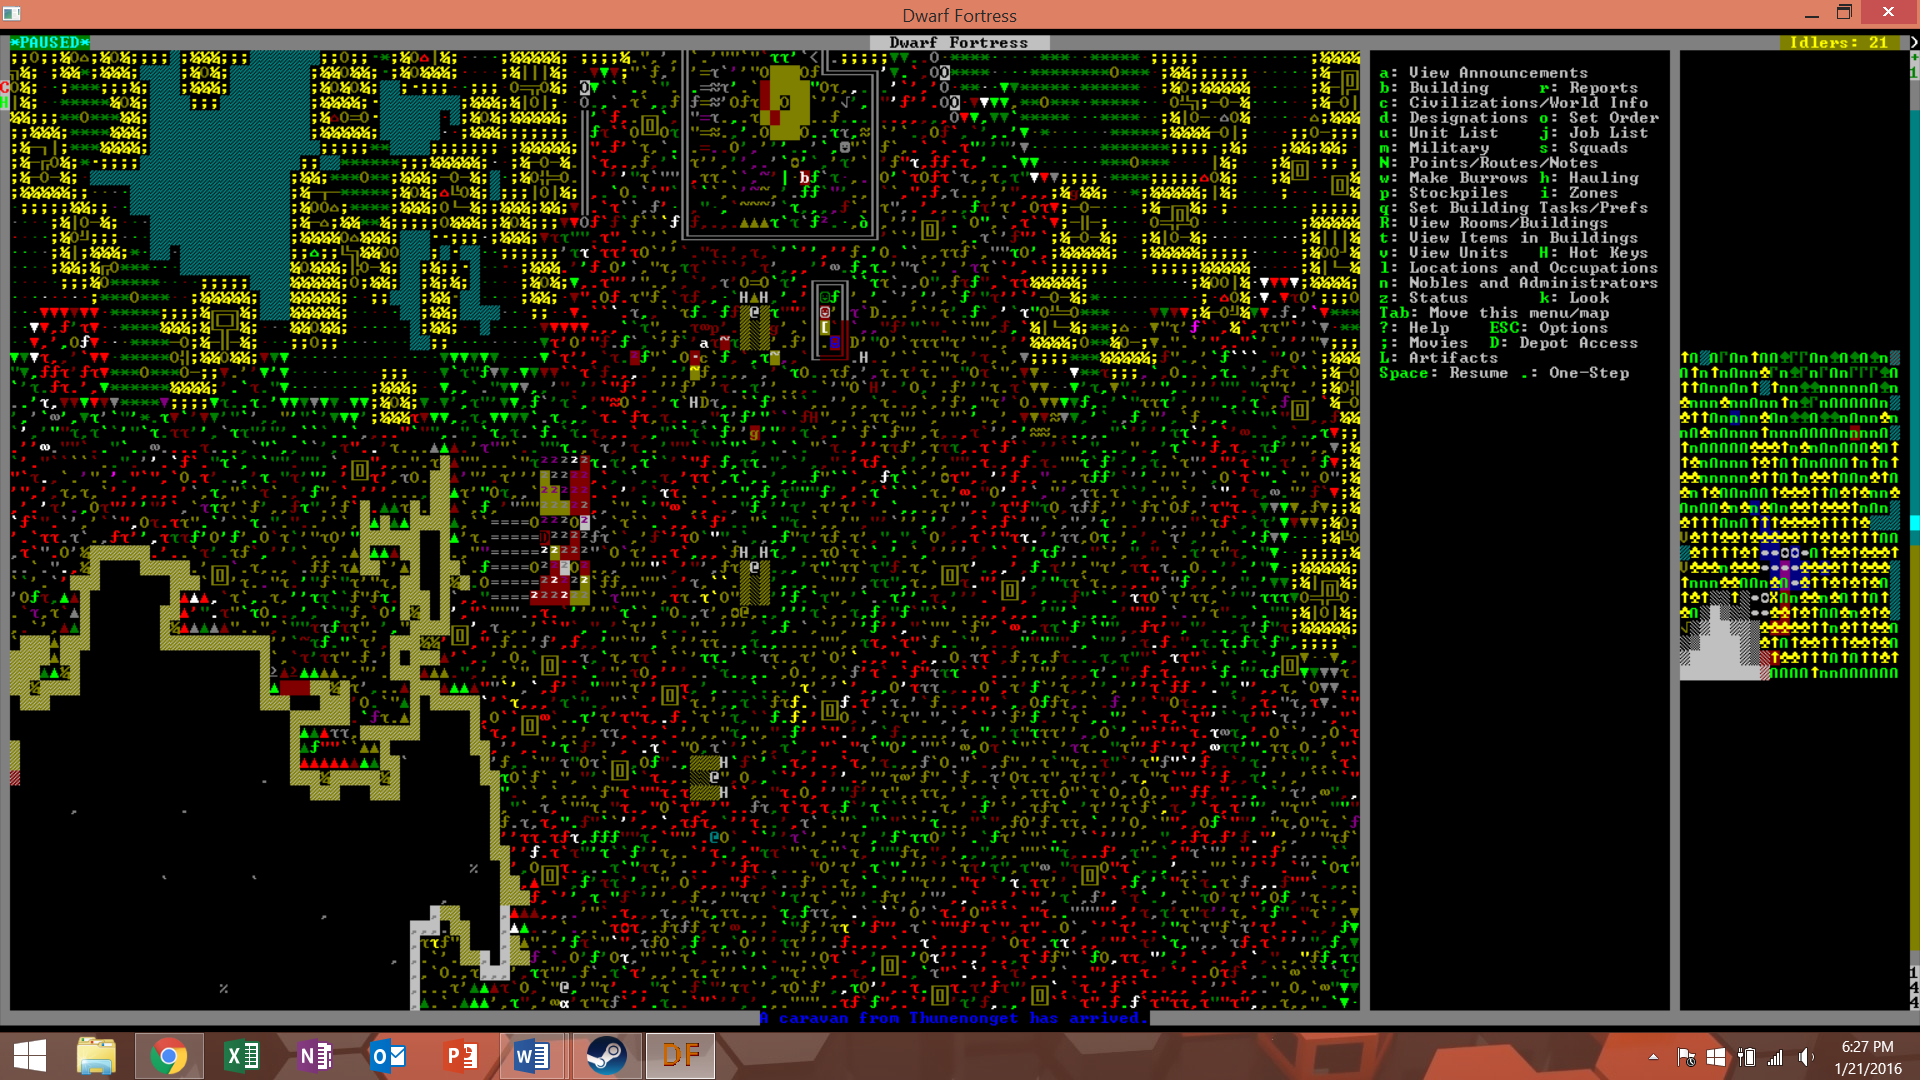 Dwarf Fortress
*PAUSED*
Dwarf Fortress
Idlers: 21
a: View Announcements
b: Building r: Reports
c: Civilizations/World Info
d: Designations o: Set Order
u: Unit List j: Job List
m: Military s: Squads
N: Points/Routes/Notes
w: Make Burrows h: Hauling
p: Stockpiles i: Zones
q: Set Building Tasks/Prefs
R: View Rooms/Buildings
t: View Items in Buildings
v: View Units H: Hot Keys
l: Locations and Occupations
n: Nobles and Administrators
z: Status k: Look
Tab: Move this menu/map
?: Help ESC: Options
;: Movies D: Depot Access
L: Artifacts
Space: Resume .: One-Step
A caravan from Thunenonget has arrived.
DF
6:27 PM
1/21/2016